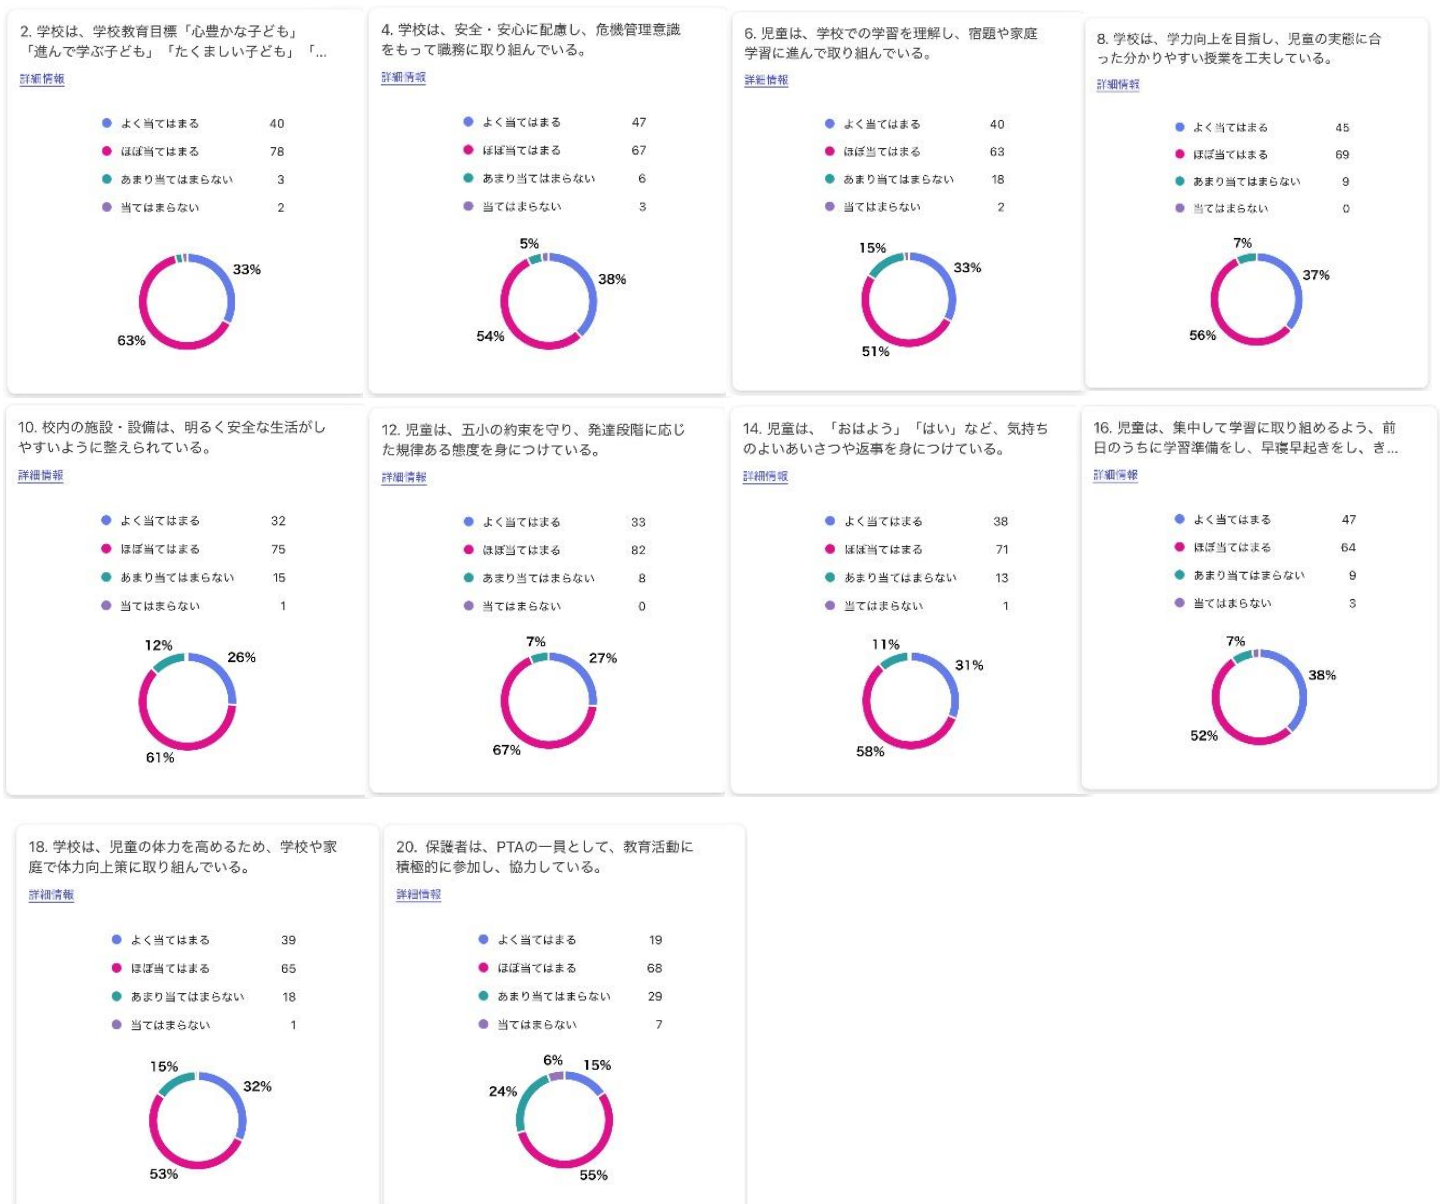 2. 学校は、学校教育目標「心豊かな子ども」
「進んで学ぶ子ども」「たくましい子ども」「...
詳細情報
よく当てはまる 40
ほぼ当てはまる 78
あまり当てはまらない 3
当てはまらない 2
33%
63%
4. 学校は、安全・安心に配慮し、危機管理意識
をもって職務に取り組んでいる。
詳細情報
よく当てはまる 47
ほぼ当てはまる 67
あまり当てはまらない 6
当てはまらない 3
5%
38%
54%
6. 児童は、学校での学習を理解し、宿題や家庭
学習に進んで取り組んでいる。
詳細情報
よく当てはまる 40
ほぼ当てはまる 63
あまり当てはまらない 18
当てはまらない 2
15%
33%
51%
8. 学校は、学力向上を目指し、児童の実態に合
った分かりやすい授業を工夫している。
詳細情報
よく当てはまる 45
ほぼ当てはまる 69
あまり当てはまらない 9
当てはまらない 0
7%
37%
56%
10. 校内の施設・設備は、明るく安全な生活がし
やすいように整えられている。
詳細情報
よく当てはまる 32
ほぼ当てはまる 75
あまり当てはまらない 15
当てはまらない 1
12%
26%
61%
12. 児童は、五小の約束を守り、発達段階に応じ
た規律ある態度を身につけている。
詳細情報
よく当てはまる 33
ほぼ当てはまる 82
あまり当てはまらない 8
当てはまらない 0
7%
27%
67%
14. 児童は、「おはよう」「はい」など、気持ち
のよいあいさつや返事を身につけている。
詳細情報
よく当てはまる 38
ほぼ当てはまる 71
あまり当てはまらない 13
当てはまらない 1
11%
31%
58%
16. 児童は、集中して学習に取り組めるよう、前
日のうちに学習準備をし、早寝早起きをし、き...
詳細情報
よく当てはまる 47
ほぼ当てはまる 64
あまり当てはまらない 9
当てはまらない 3
7%
38%
52%
18. 学校は、児童の体力を高めるため、学校や家
庭で体力向上策に取り組んでいる。
詳細情報
よく当てはまる 39
ほぼ当てはまる 65
あまり当てはまらない 18
当てはまらない 1
15%
32%
53%
20. 保護者は、PTAの一員として、教育活動に
積極的に参加し、協力している。
詳細情報
よく当てはまる 19
ほぼ当てはまる 68
あまり当てはまらない 29
当てはまらない 7
6%
15%
24%
55%